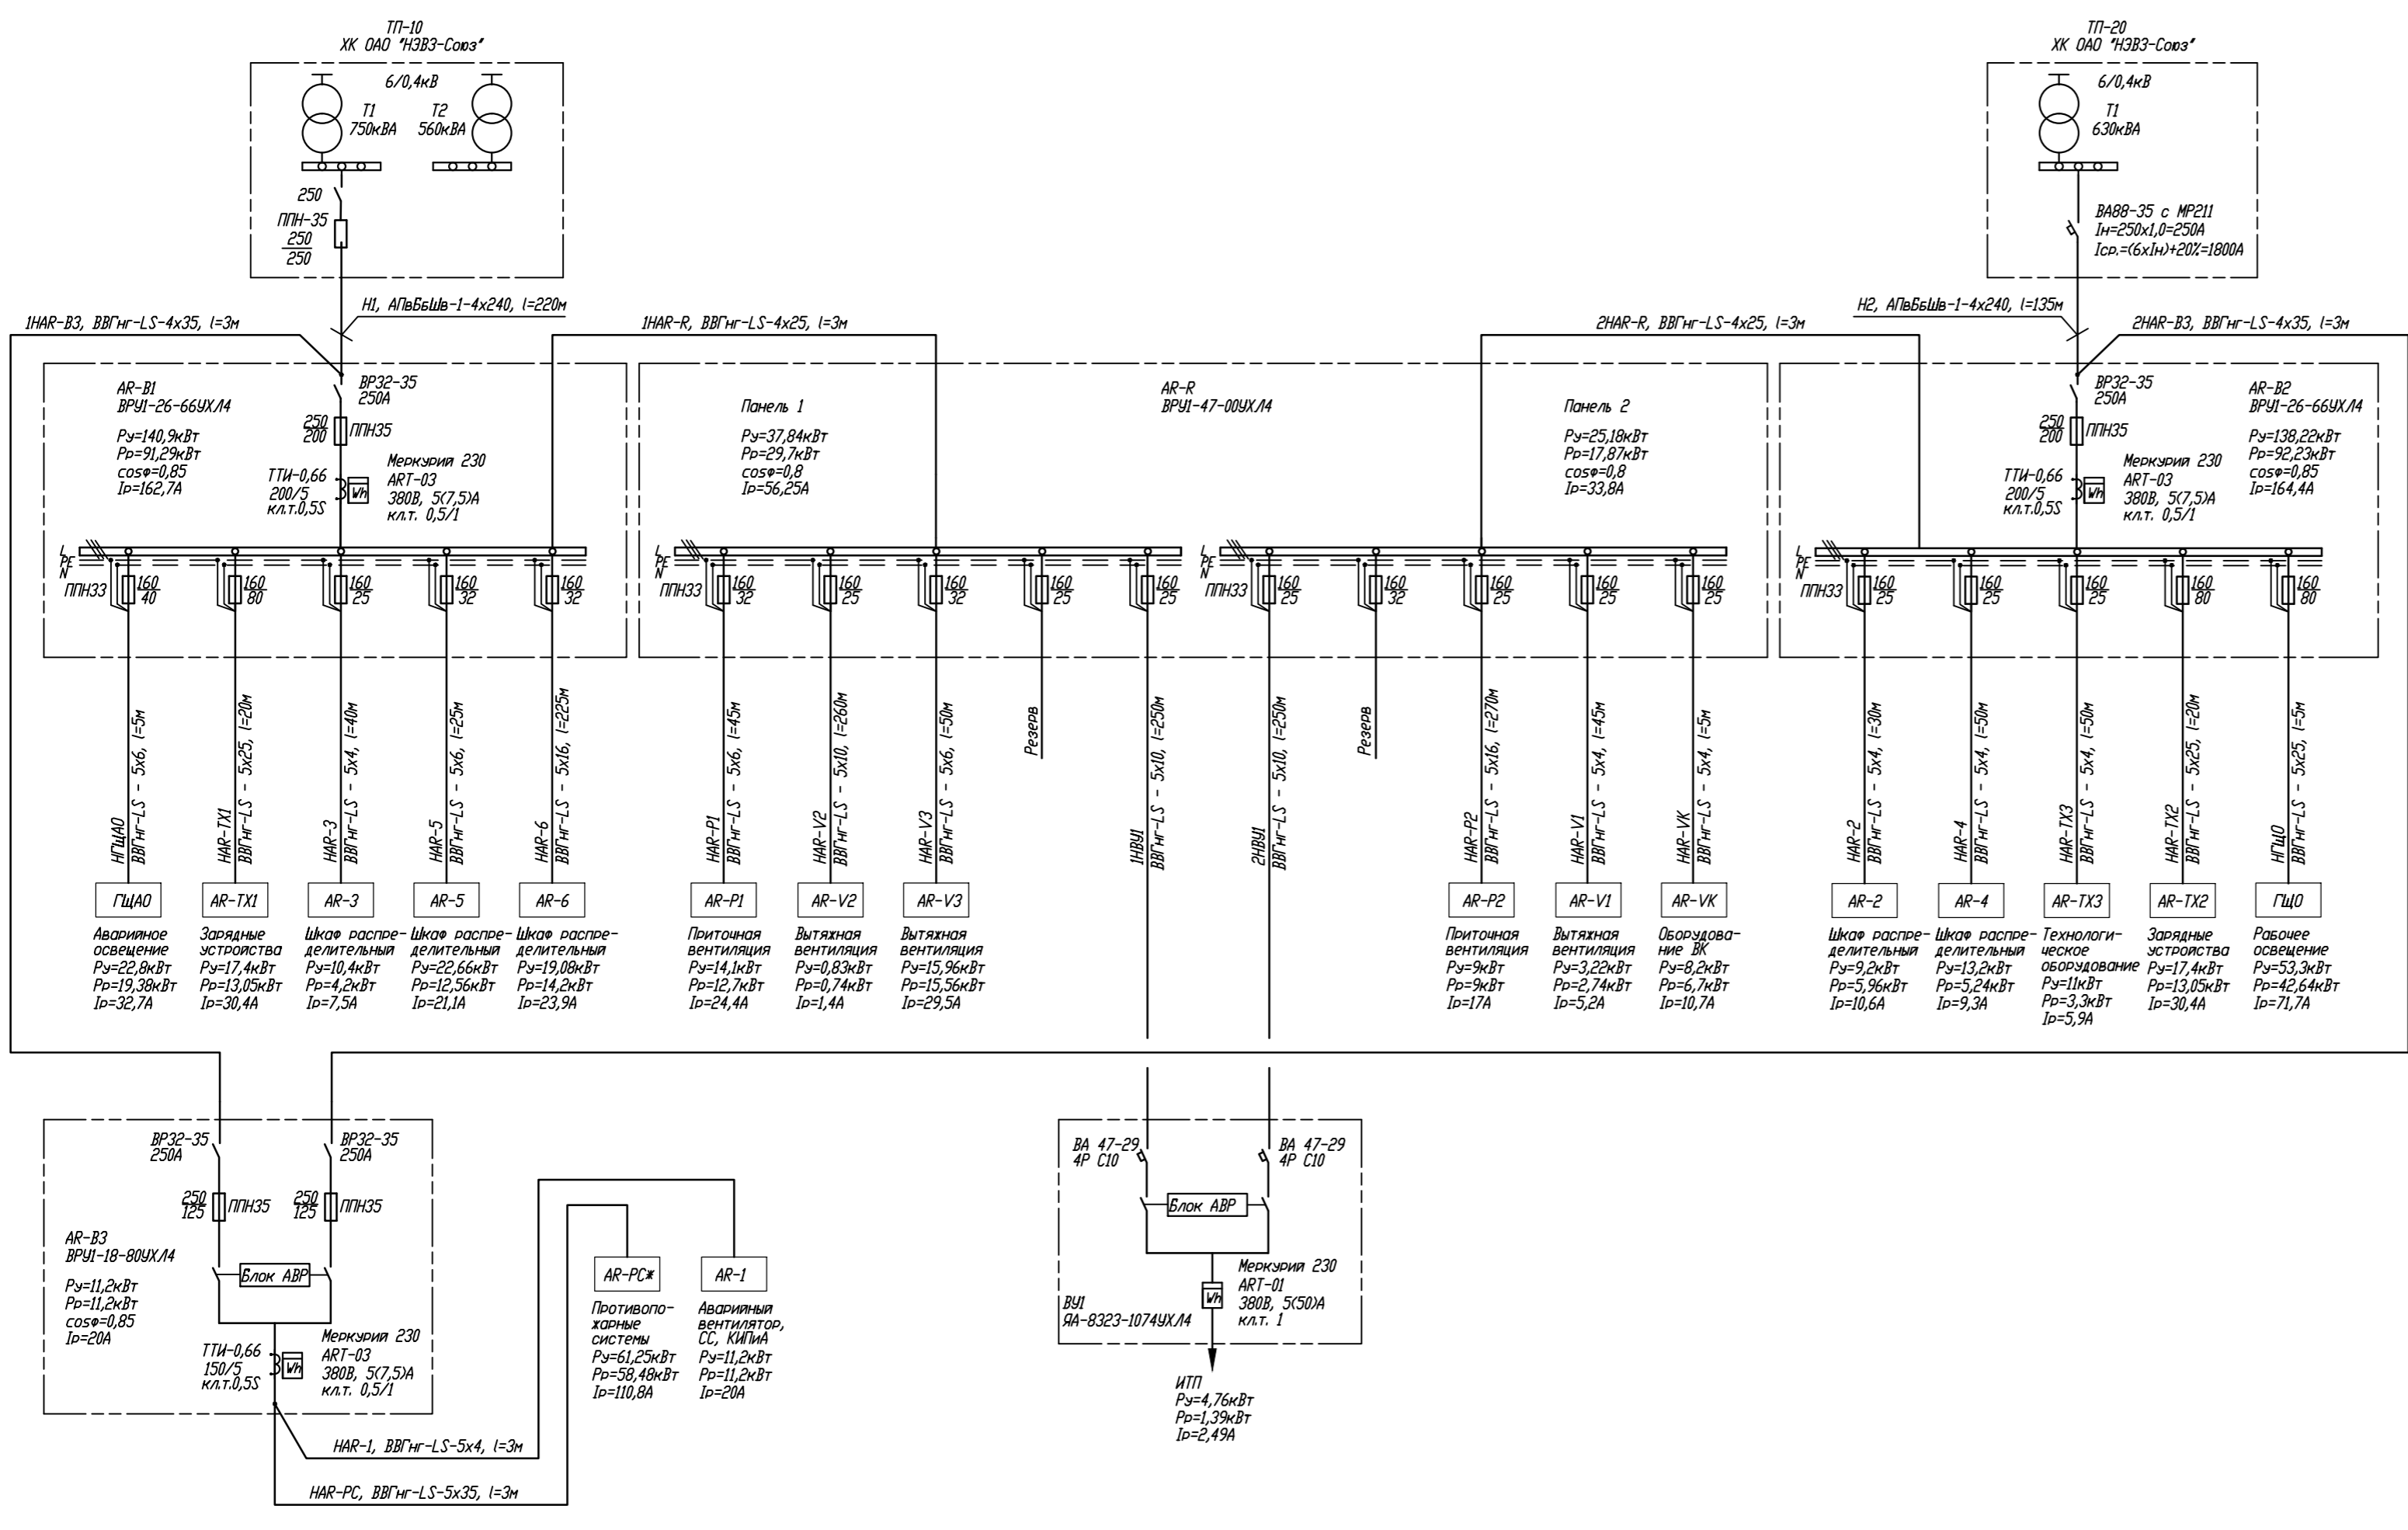 ТП-10
ХК ОАО "НЭВЗ-Союз"
6/0,4кВ
Т1
750кВА
Т2
560кВА
250
ППН-35
250
250
ТП-20
ХК ОАО "НЭВЗ-Союз"
6/0,4кВ
Т1
630кВА
ВА88-35 с МР211
Iн=250х1,0=250А
Iср.=(6хIн)+20%=1800А
Н1, АПвБбШв-1-4х240, l=220м
1HAR-В3, ВВГнг-LS-4х35, l=3м
1HAR-R, ВВГнг-LS-4х25, l=3м
2HAR-R, ВВГнг-LS-4х25, l=3м
Н2, АПвБбШв-1-4х240, l=135м
2HAR-В3, ВВГнг-LS-4х35, l=3м
AR-В1
ВРУ1-26-66УХЛ4
Ру=140,9кВт
Рр=91,29кВт
cosφ=0,85
Iр=162,7А
ВР32-35
250А
250
200
ППН35
ТТИ-0,66
200/5
кл.т.0,5S
Wh
Меркурий 230
ART-03
380В, 5(7,5)А
кл.т. 0,5/1
Панель 1
Ру=37,84кВт
Рр=29,7кВт
cosφ=0,8
Iр=56,25А
AR-R
ВРУ1-47-00УХЛ4
Панель 2
Ру=25,18кВт
Рр=17,87кВт
cosφ=0,8
Iр=33,8А
ВР32-35
250А
250
200
ППН35
ТТИ-0,66
200/5
кл.т.0,5S
Wh
Меркурий 230
ART-03
380В, 5(7,5)А
кл.т. 0,5/1
AR-В2
ВРУ1-26-66УХЛ4
Ру=138,22кВт
Рр=92,23кВт
cosφ=0,85
Iр=164,4А
L
PE
N
ППН33
160
40
160
80
160
25
160
32
160
32
L
PE
N
ППН33
160
32
160
25
160
32
160
25
160
25
L
PE
N
ППН33
160
25
160
32
160
25
160
25
160
25
L
PE
N
ППН33
160
25
160
25
160
25
160
80
160
80
НГЩАО
ВВГнг-LS - 5х6, l=5м
HAR-TX1
ВВГнг-LS - 5х25, l=20м
HAR-3
ВВГнг-LS - 5х4, l=40м
HAR-5
ВВГнг-LS - 5х6, l=25м
HAR-6
ВВГнг-LS - 5х16, l=225м
HAR-P1
ВВГнг-LS - 5х6, l=45м
HAR-V2
ВВГнг-LS - 5х10, l=260м
HAR-V3
ВВГнг-LS - 5х6, l=50м
Резерв
1НВУ1
ВВГнг-LS - 5х10, l=250м
2НВУ1
ВВГнг-LS - 5х10, l=250м
Резерв
HAR-P2
ВВГнг-LS - 5х16, l=270м
HAR-V1
ВВГнг-LS - 5х4, l=45м
HAR-VK
ВВГнг-LS - 5х4, l=5м
HAR-2
ВВГнг-LS - 5х4, l=30м
HAR-4
ВВГнг-LS - 5х4, l=50м
HAR-TX3
ВВГнг-LS - 5х4, l=50м
HAR-TX2
ВВГнг-LS - 5х25, l=20м
НГЩО
ВВГнг-LS - 5х25, l=5м
ГЩАО
Аварийное
освещение
Ру=22,8кВт
Рр=19,38кВт
Iр=32,7А
AR-TX1
Зарядные
устройства
Ру=17,4кВт
Рр=13,05кВт
Iр=30,4А
AR-3
Шкаф распре-
делительный
Ру=10,4кВт
Рр=4,2кВт
Iр=7,5А
AR-5
Шкаф распре-
делительный
Ру=22,66кВт
Рр=12,56кВт
Iр=21,1А
AR-6
Шкаф распре-
делительный
Ру=19,08кВт
Рр=14,2кВт
Iр=23,9А
AR-P1
Приточная
вентиляция
Ру=14,1кВт
Рр=12,7кВт
Iр=24,4А
AR-V2
Вытяжная
вентиляция
Ру=0,83кВт
Рр=0,74кВт
Iр=1,4А
AR-V3
Вытяжная
вентиляция
Ру=15,96кВт
Рр=15,56кВт
Iр=29,5А
AR-P2
Приточная
вентиляция
Ру=9кВт
Рр=9кВт
Iр=17А
AR-V1
Вытяжная
вентиляция
Ру=3,22кВт
Рр=2,74кВт
Iр=5,2А
AR-VK
Оборудова-
ние ВК
Ру=8,2кВт
Рр=6,7кВт
Iр=10,7А
AR-2
Шкаф распре-
делительный
Ру=9,2кВт
Рр=5,96кВт
Iр=10,6А
AR-4
Шкаф распре-
делительный
Ру=13,2кВт
Рр=5,24кВт
Iр=9,3А
AR-TX3
Технологи-
ческое
оборудование
Ру=11кВт
Рр=3,3кВт
Iр=5,9А
AR-TX2
Зарядные
устройства
Ру=17,4кВт
Рр=13,05кВт
Iр=30,4А
ГЩО
Рабочее
освещение
Ру=53,3кВт
Рр=42,64кВт
Iр=71,7А
ВР32-35
250А
ВР32-35
250А
250
125
ППН35
250
125
ППН35
AR-В3
ВРУ1-18-80УХЛ4
Ру=11,2кВт
Рр=11,2кВт
cosφ=0,85
Iр=20А
Блок АВР
ТТИ-0,66
150/5
кл.т.0,5S
Wh
Меркурий 230
ART-03
380В, 5(7,5)А
кл.т. 0,5/1
HAR-1, ВВГнг-LS-5х4, l=3м
HAR-PC, ВВГнг-LS-5х35, l=3м
AR-PC*
Противопо-
жарные
системы
Ру=61,25кВт
Рр=58,48кВт
Iр=110,8А
AR-1
Аварийный
вентилятор,
СС, КИПиА
Ру=11,2кВт
Рр=11,2кВт
Iр=20А
ВА 47-29
4Р С10
ВА 47-29
4Р С10
Блок АВР
ВУ1
ЯА-8323-1074УХЛ4
Wh
Меркурий 230
ART-01
380В, 5(50)А
кл.т. 1
ИТП
Ру=4,76кВт
Рр=1,39кВт
Iр=2,49А